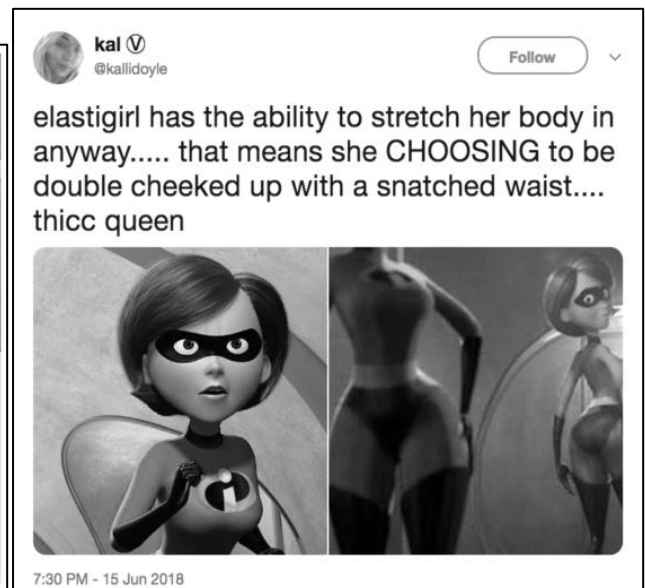 kal Ⓥ
@kallidoyle
Follow
elastigirl has the ability to stretch her body in
anyway..... that means she CHOOSING to be
double cheeked up with a snatched waist....
thicc queen
7:30 PM - 15 Jun 2018